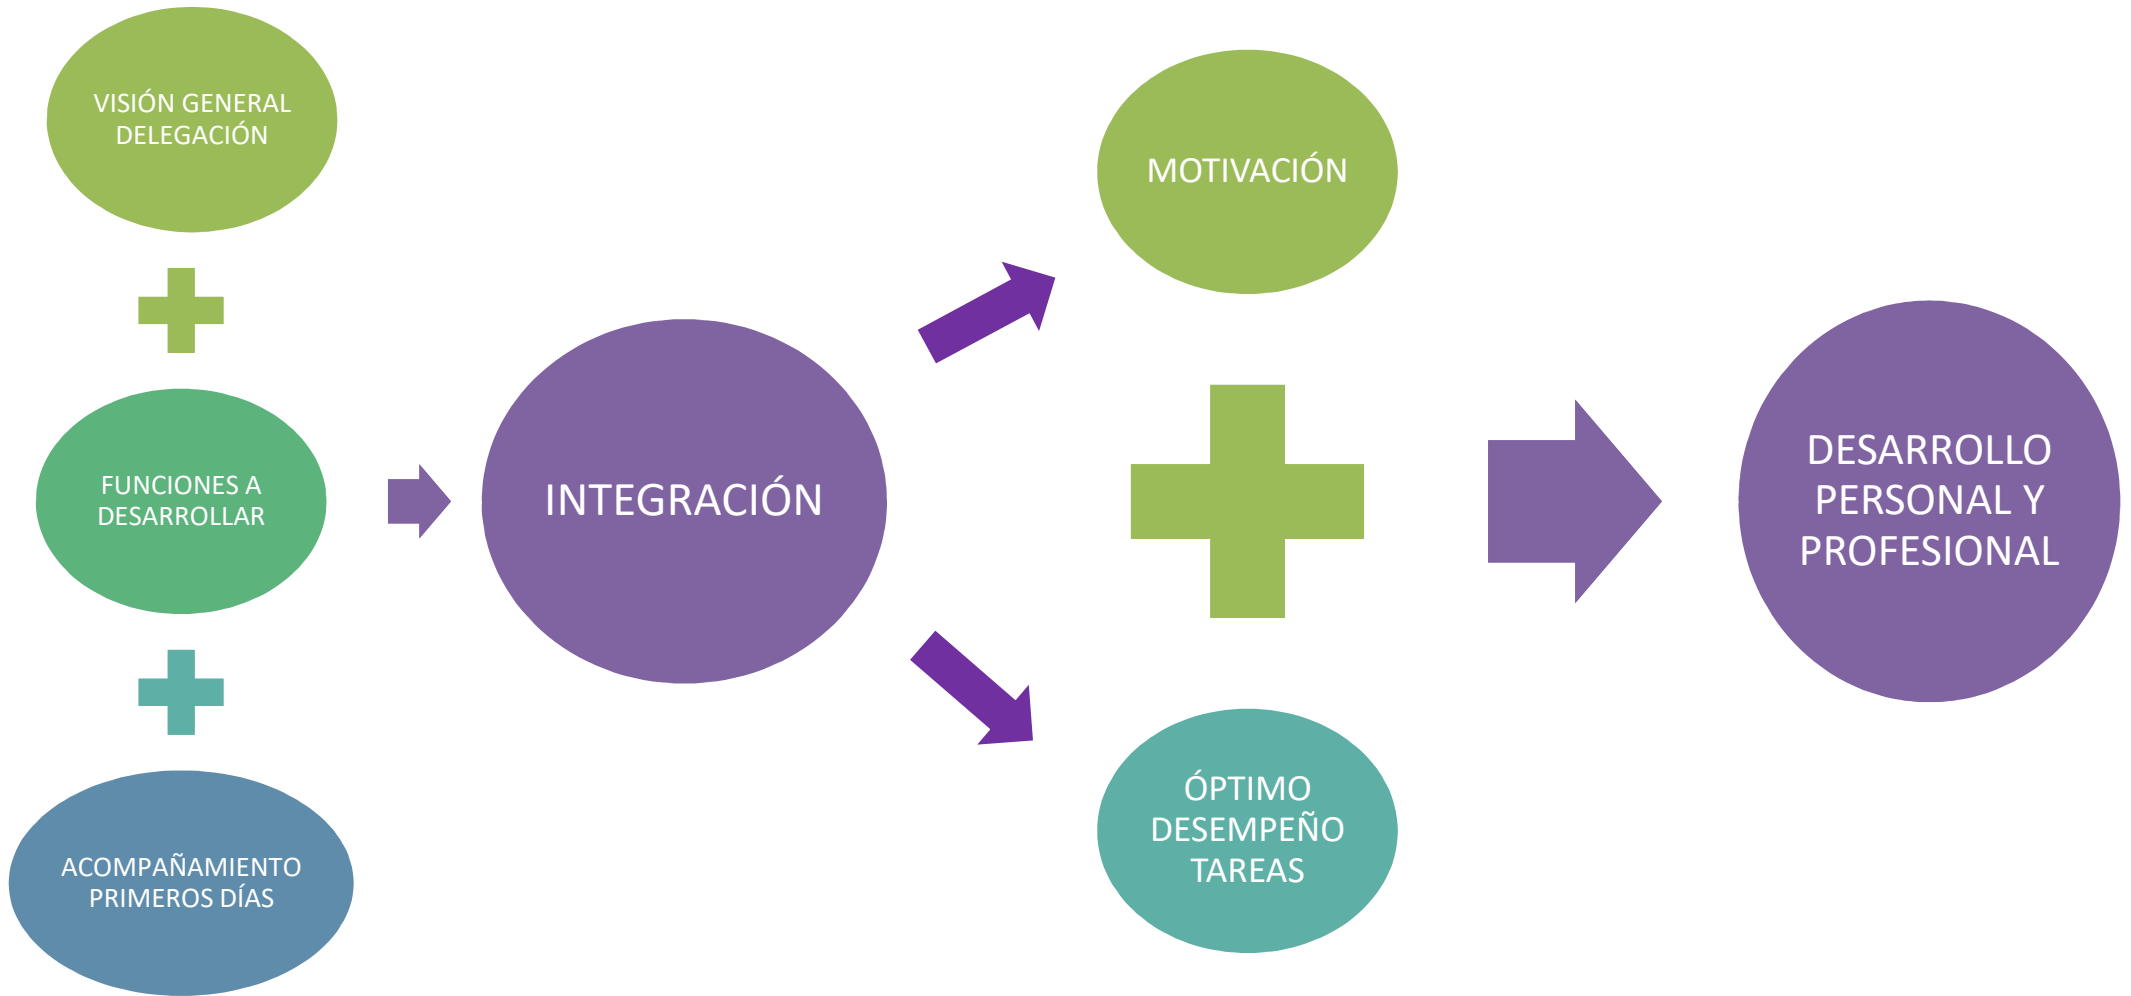 VISIÓN GENERAL
DELEGACIÓN
FUNCIONES A
DESARROLLAR
ACOMPAÑAMIENTO
PRIMEROS DÍAS
INTEGRACIÓN
MOTIVACIÓN
ÓPTIMO
DESEMPEÑO
TAREAS
DESARROLLO
PERSONAL Y
PROFESIONAL